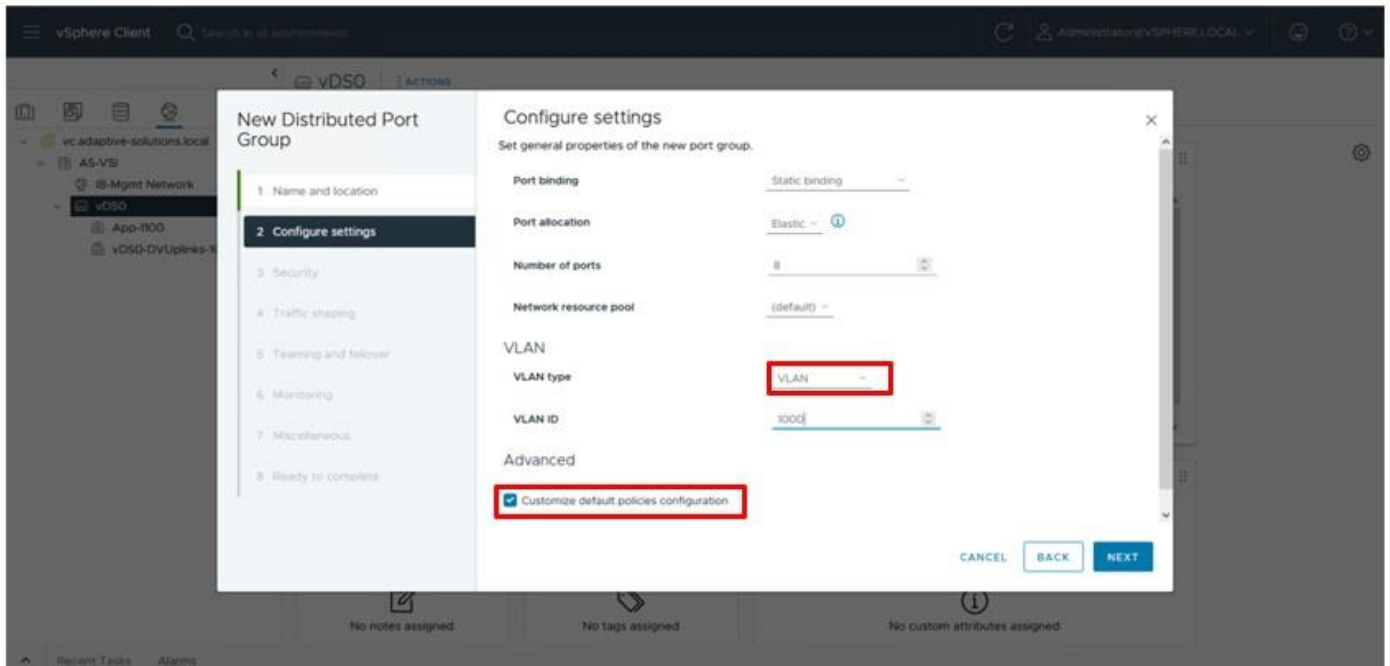 vSphere Client
Search in all environments
Administrator@VSPHERE.LOCAL
vDS0
ACTIONS
vc.adaptive-solutions.local
AS-VSI
IB-Mgmt Network
vDS0
App-1100
vDS0-DVUplinks-1
New Distributed Port
Group
1 Name and location
2 Configure settings
3 Security
4 Traffic shaping
5 Teaming and failover
6 Monitoring
7 Miscellaneous
8 Ready to complete
Configure settings
Set general properties of the new port group.
Port binding
Static binding
Port allocation
Elastic
Number of ports
8
Network resource pool
(default)
VLAN
VLAN type
VLAN
VLAN ID
1000
Advanced
Customize default policies configuration
CANCEL
BACK
NEXT
No notes assigned
No tags assigned
No custom attributes assigned
Recent Tasks
Alarms